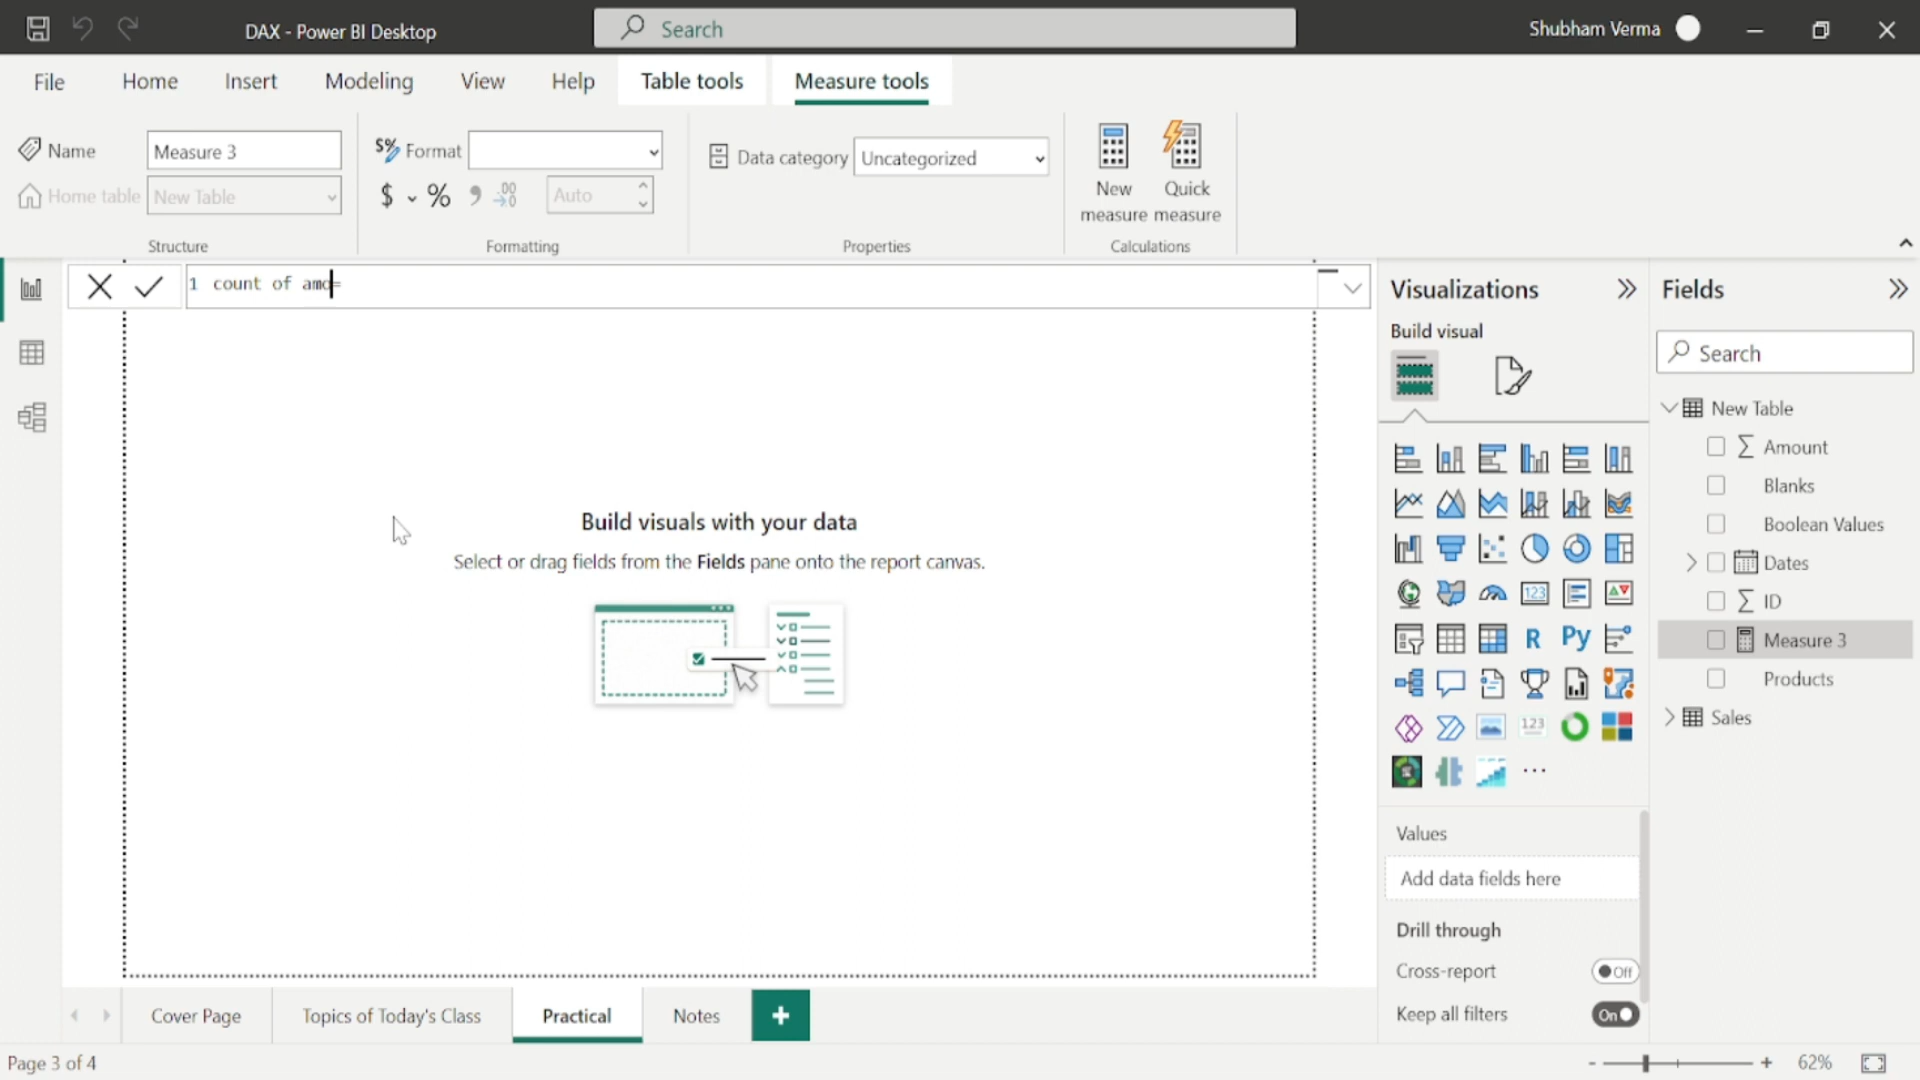 DAX - Power BI Desktop
Search
Shubham Verma
File
Home
Insert
Modeling
View
Help
Table tools
Measure tools
Name
Measure 3
Home table
New Table
Structure
$%
Format
$
%
.00
Auto
Formatting
Data category
Uncategorized
Properties
New
measure
Quick
measure
Calculations
1 count of amo=
Build visuals with your data
Select or drag fields from the Fields pane onto the report canvas.
Visualizations
Build visual
123
R
Py
123
Values
Add data fields here
Drill through
Cross-report
Off
Keep all filters
On
Fields
Search
New Table
Amount
Blanks
Boolean Values
Dates
ID
Measure 3
Products
Sales
Cover Page
Topics of Today's Class
Practical
Notes
+
Page 3 of 4
-
+
62%